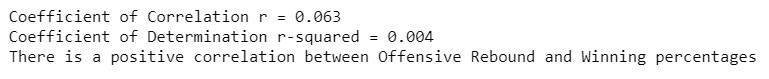 Coefficient of Correlation r = 0.063
Coefficient of Determination r-squared = 0.004
There is a positive correlation between Offensive Rebound and Winning percentages